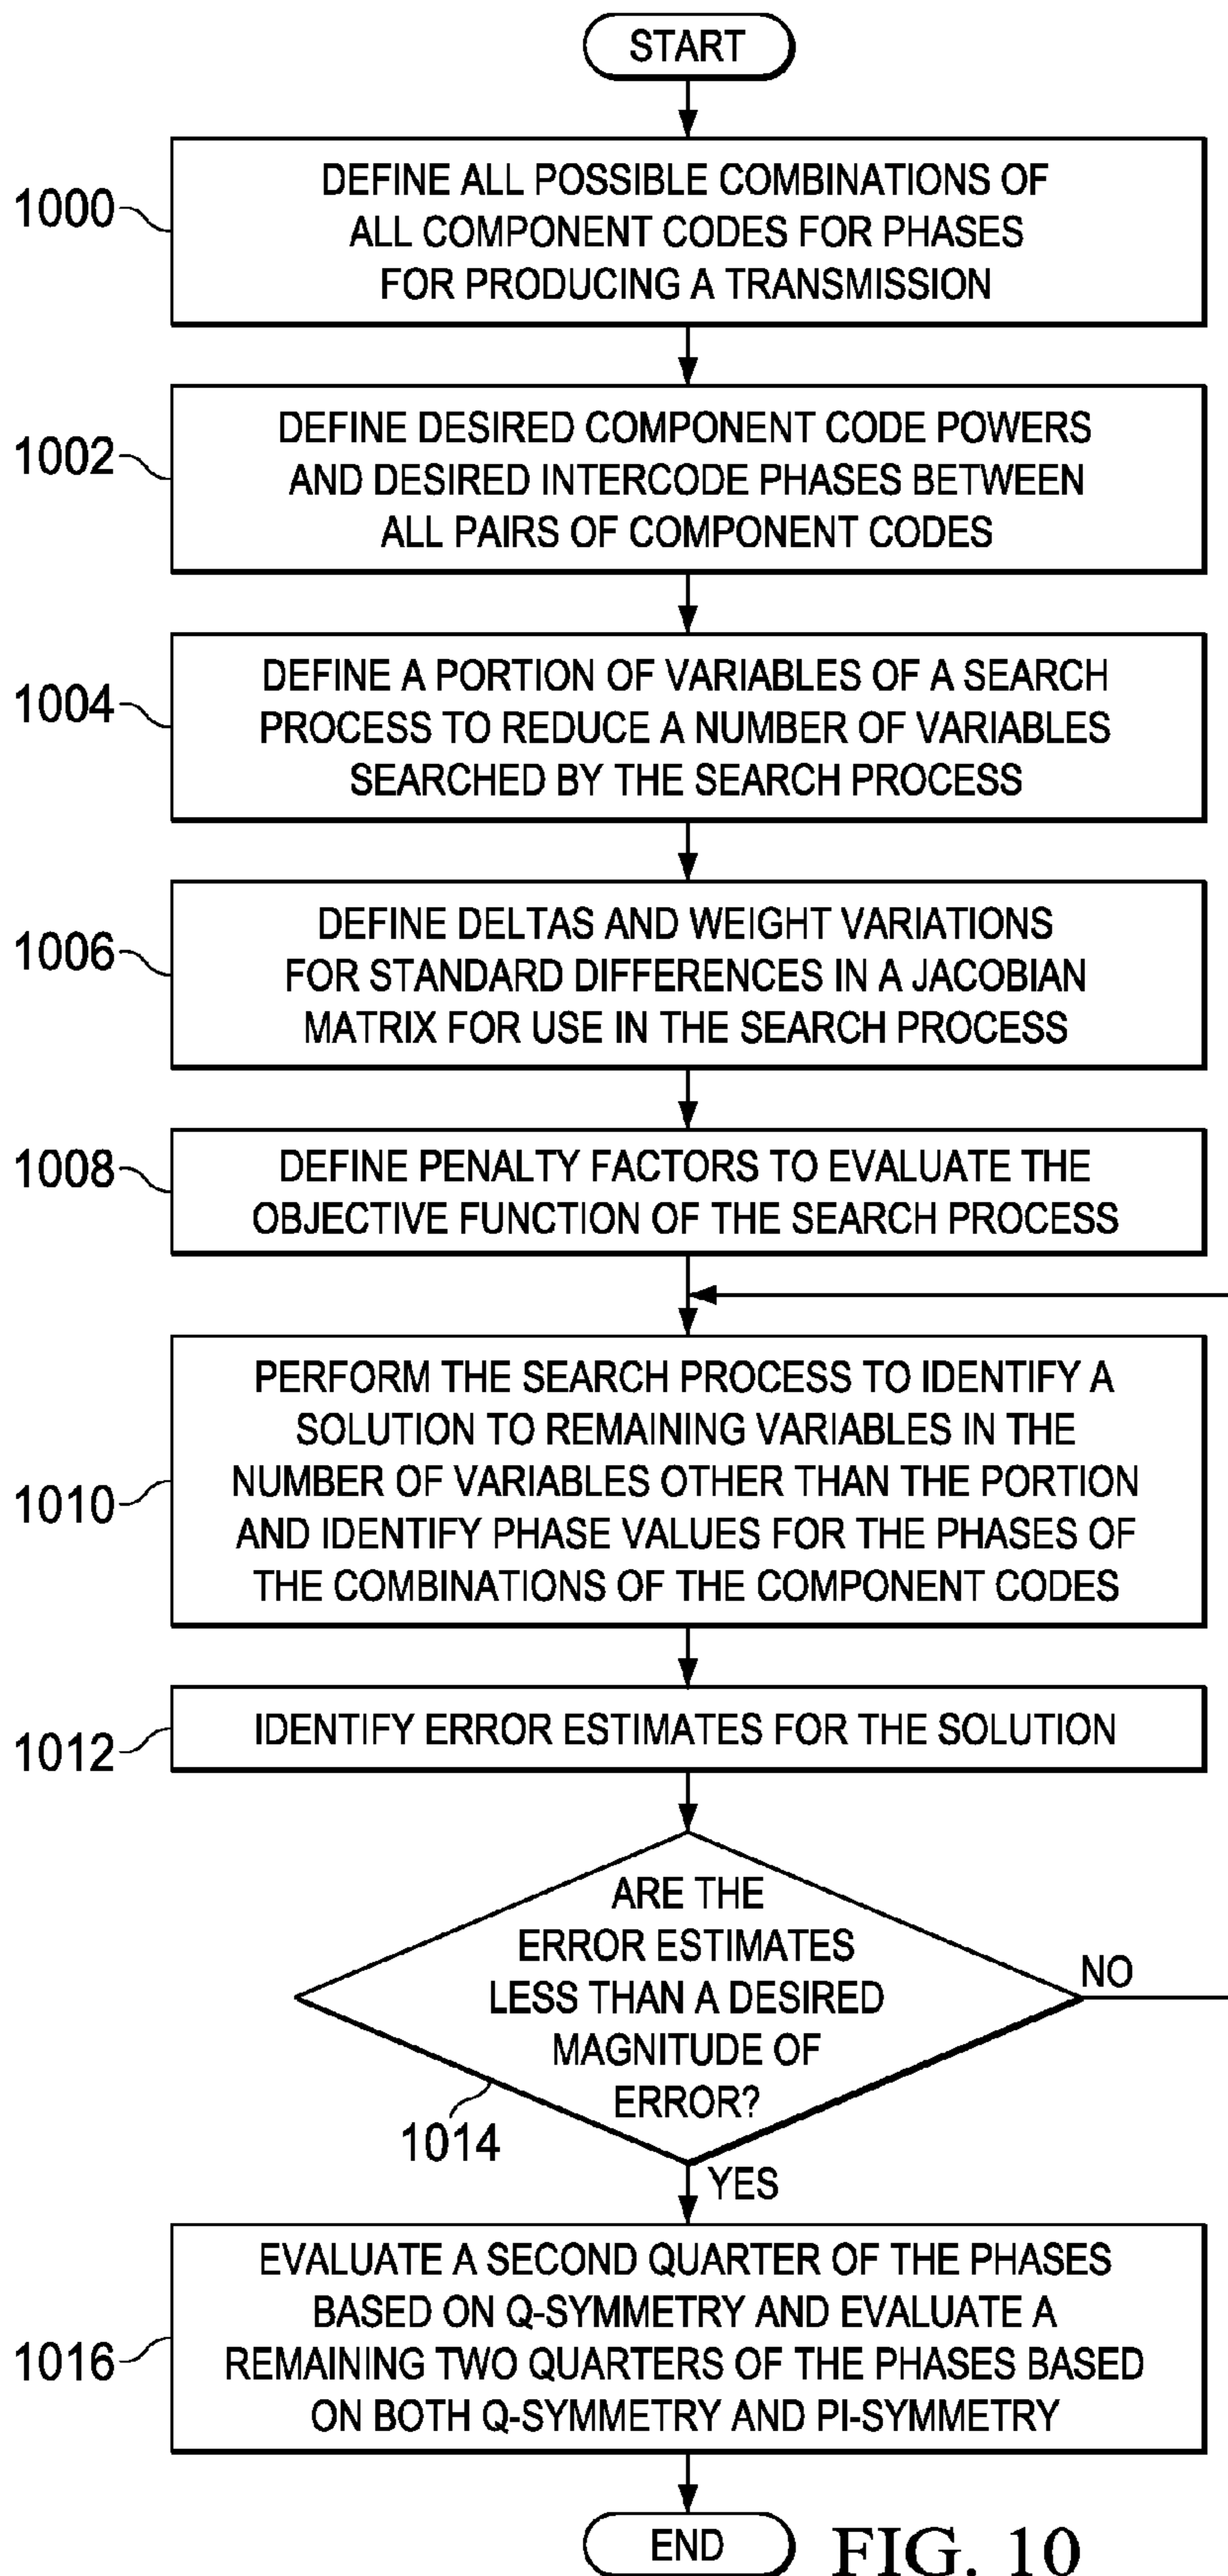 START
1000
DEFINE ALL POSSIBLE COMBINATIONS OF
ALL COMPONENT CODES FOR PHASES
FOR PRODUCING A TRANSMISSION
1002
DEFINE DESIRED COMPONENT CODE POWERS
AND DESIRED INTERCODE PHASES BETWEEN
ALL PAIRS OF COMPONENT CODES
1004
DEFINE A PORTION OF VARIABLES OF A SEARCH
PROCESS TO REDUCE A NUMBER OF VARIABLES
SEARCHED BY THE SEARCH PROCESS
1006
DEFINE DELTAS AND WEIGHT VARIATIONS
FOR STANDARD DIFFERENCES IN A JACOBIAN
MATRIX FOR USE IN THE SEARCH PROCESS
1008
DEFINE PENALTY FACTORS TO EVALUATE THE
OBJECTIVE FUNCTION OF THE SEARCH PROCESS
1010
PERFORM THE SEARCH PROCESS TO IDENTIFY A
SOLUTION TO REMAINING VARIABLES IN THE
NUMBER OF VARIABLES OTHER THAN THE PORTION
AND IDENTIFY PHASE VALUES FOR THE PHASES OF
THE COMBINATIONS OF THE COMPONENT CODES
1012
IDENTIFY ERROR ESTIMATES FOR THE SOLUTION
ARE THE
ERROR ESTIMATES
LESS THAN A DESIRED
MAGNITUDE OF
ERROR?
NO
1014
YES
1016
EVALUATE A SECOND QUARTER OF THE PHASES
BASED ON Q-SYMMETRY AND EVALUATE A
REMAINING TWO QUARTERS OF THE PHASES BASED
ON BOTH Q-SYMMETRY AND PI-SYMMETRY
END
FIG. 10